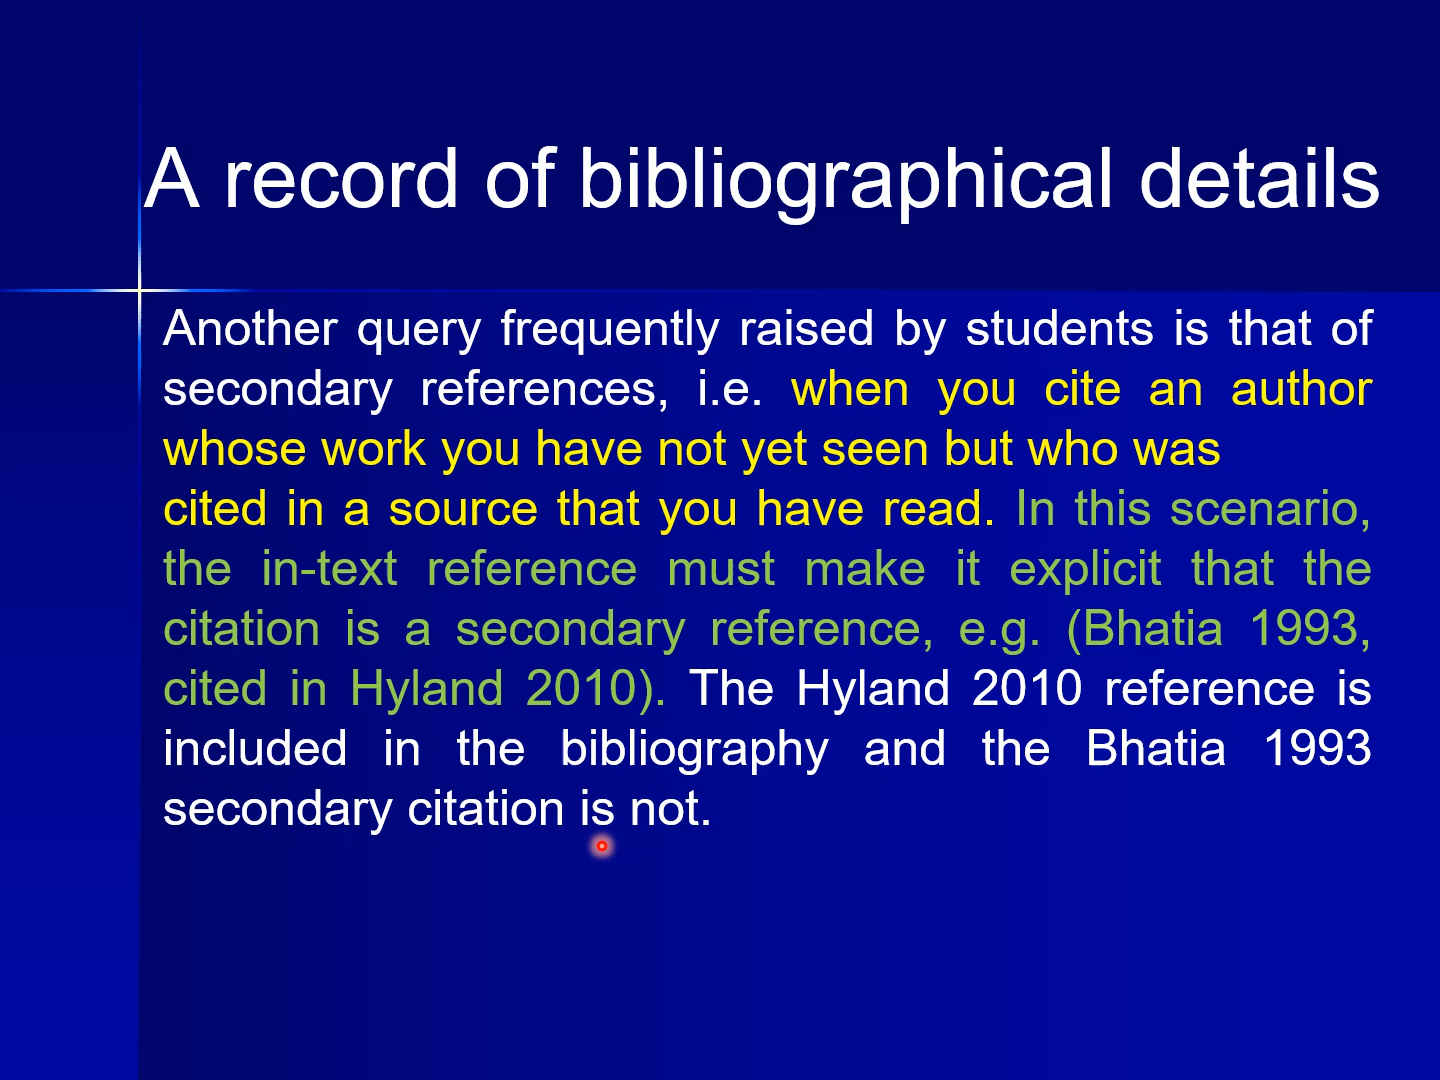 A record of bibliographical details
Another query frequently raised by students is that of
secondary references, i.e. when you cite an author
whose work you have not yet seen but who was
cited in a source that you have read. In this scenario,
the in-text reference must make it explicit that the
citation is a secondary reference, e.g. (Bhatia 1993,
cited in Hyland 2010). The Hyland 2010 reference is
included in the bibliography and the Bhatia 1993
secondary citation is not.